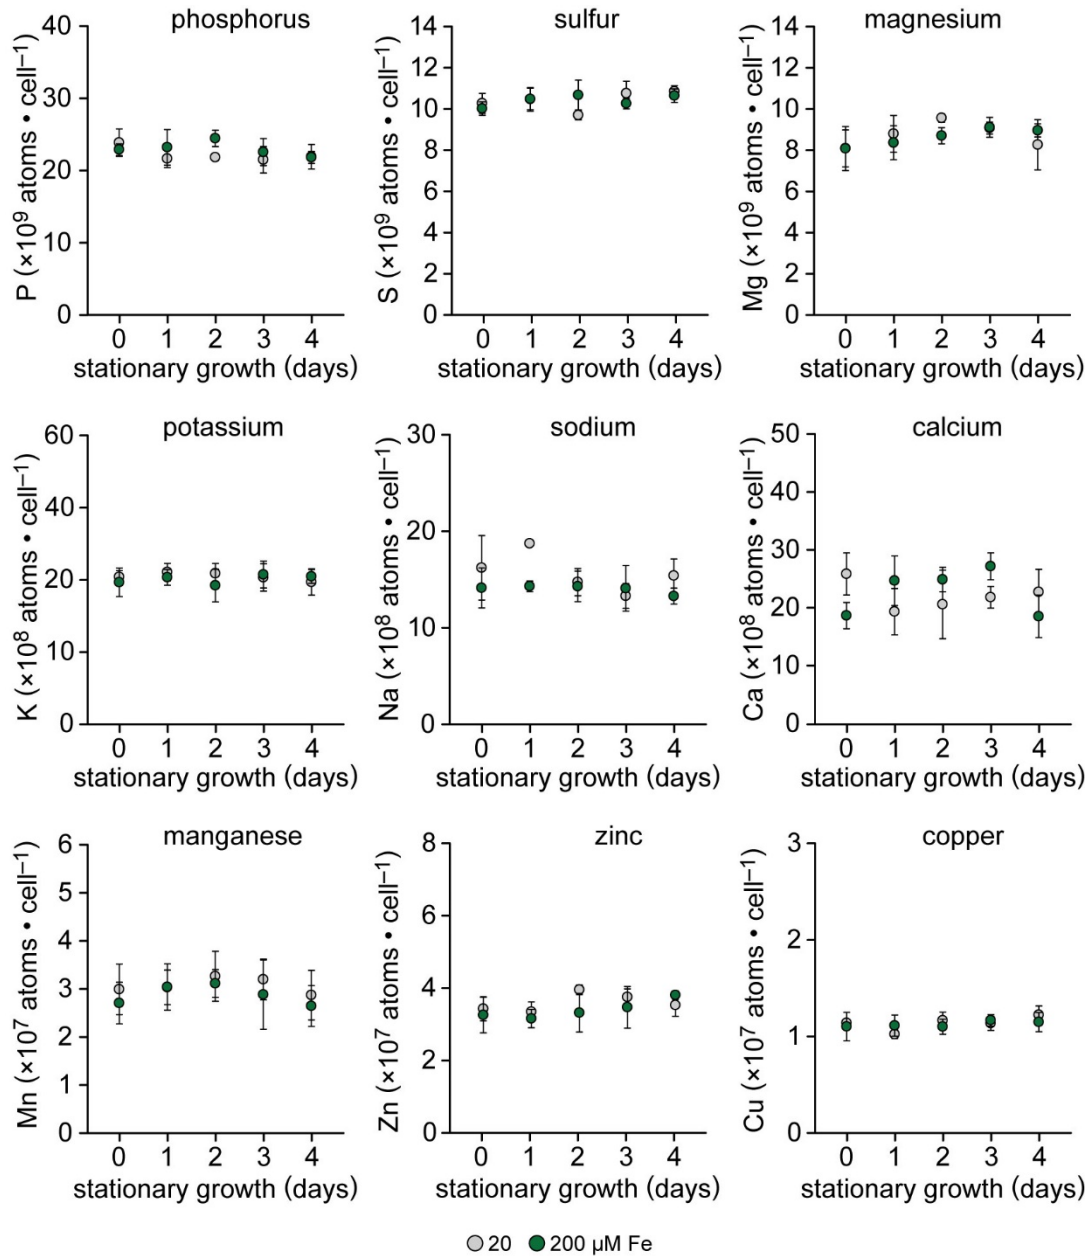 phosphorus
P (×10⁹ atoms • cell⁻¹)
40
30
20
10
0
0 1 2 3 4
stationary growth (days)
sulfur
S (×10⁹ atoms • cell⁻¹)
14
12
10
8
6
4
2
0
0 1 2 3 4
stationary growth (days)
magnesium
Mg (×10⁹ atoms • cell⁻¹)
14
12
10
8
6
4
2
0
0 1 2 3 4
stationary growth (days)
potassium
K (×10⁸ atoms • cell⁻¹)
60
40
20
10
0
0 1 2 3 4
stationary growth (days)
sodium
Na (×10⁸ atoms • cell⁻¹)
30
20
10
0
0 1 2 3 4
stationary growth (days)
calcium
Ca (×10⁸ atoms • cell⁻¹)
50
40
30
20
10
0
0 1 2 3 4
stationary growth (days)
manganese
Mn (×10⁷ atoms • cell⁻¹)
6
5
4
3
2
1
0
0 1 2 3 4
stationary growth (days)
zinc
Zn (×10⁷ atoms • cell⁻¹)
8
6
4
2
0
0 1 2 3 4
stationary growth (days)
copper
Cu (×10⁷ atoms • cell⁻¹)
3
2
1
0
0 1 2 3 4
stationary growth (days)
20 200 µM Fe